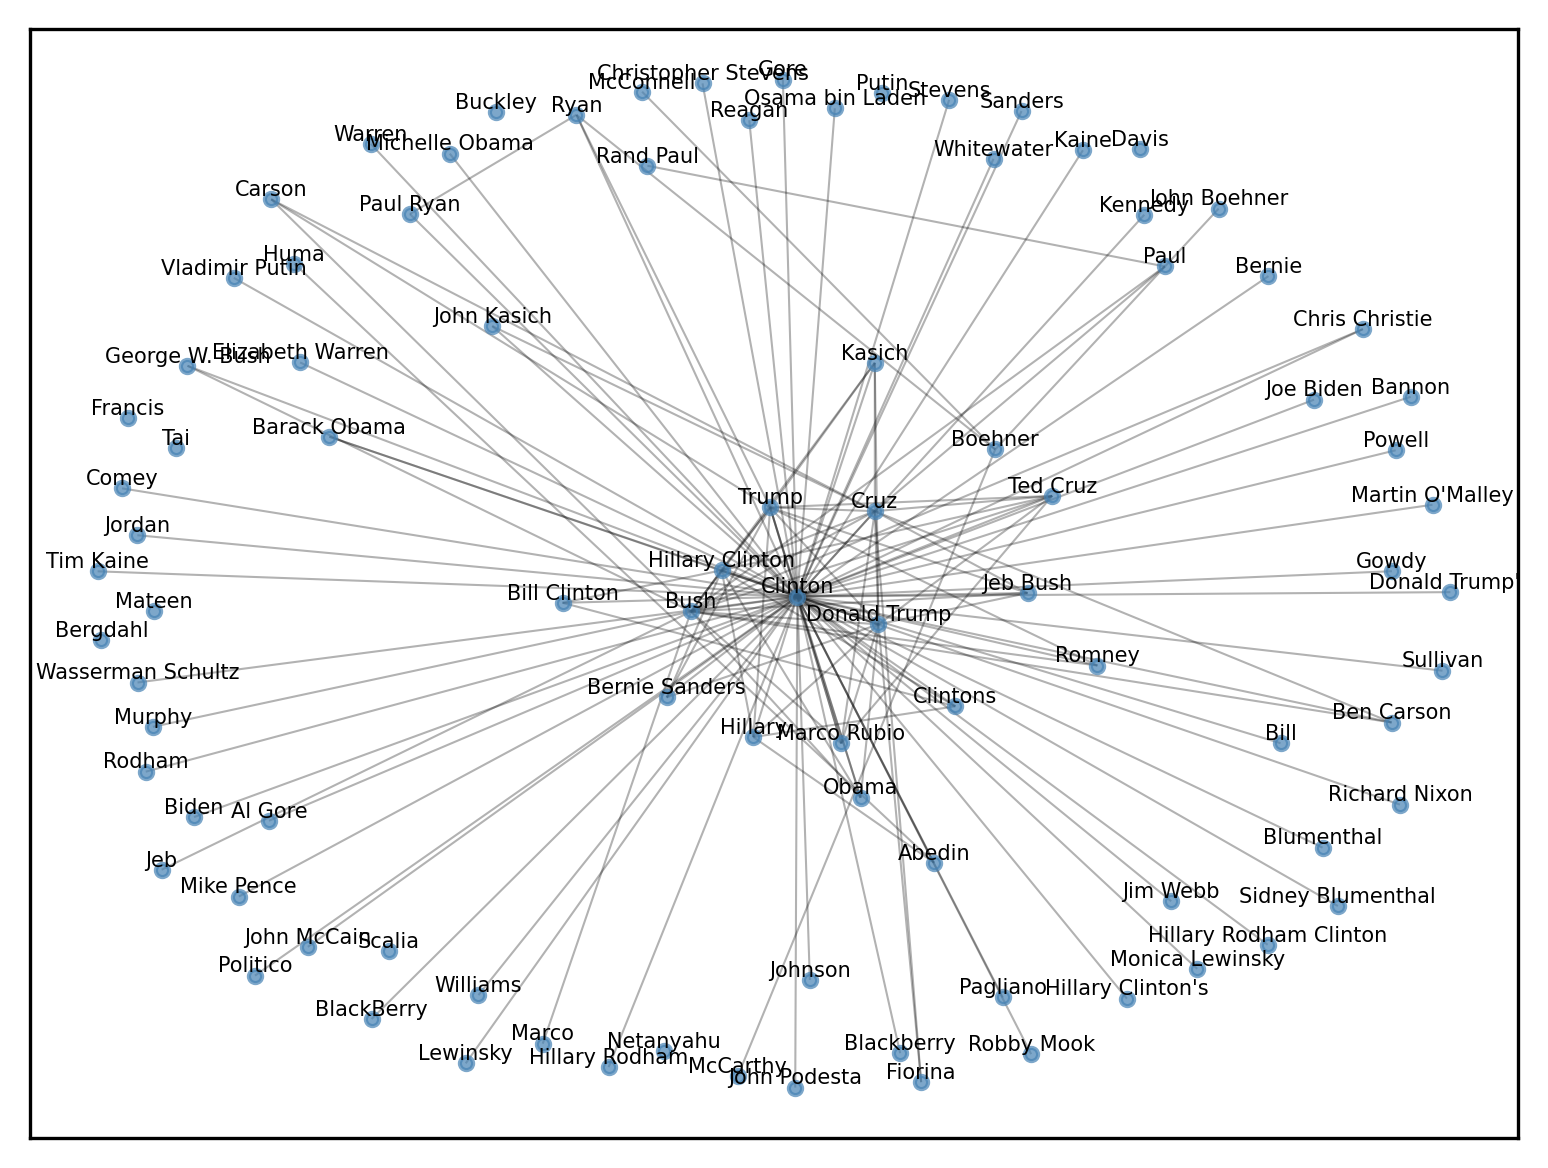 Gore
Christopher Stevens
McConnell
Putin
Stevens
Osama bin Laden
Sanders
Buckley
Ryan
Reagan
Warren
Michelle Obama
Rand Paul
Whitewater
Kaine
Davis
Carson
Paul Ryan
Kennedy
John Boehner
Huma
Vladimir Putin
Paul
Bernie
John Kasich
Chris Christie
George W. Bush
Elizabeth Warren
Kasich
Joe Biden
Bannon
Francis
Tai
Barack Obama
Boehner
Powell
Comey
Trump
Cruz
Ted Cruz
Martin O'Malley
Jordan
Tim Kaine
Hillary Clinton
Gowdy
Bill Clinton
Clinton
Jeb Bush
Donald Trump'
Mateen
Bush
Donald Trump
Bergdahl
Wasserman Schultz
Romney
Sullivan
Bernie Sanders
Clintons
Murphy
Hillary
Marco Rubio
Bill
Ben Carson
Rodham
Obama
Richard Nixon
Biden
Al Gore
Blumenthal
Jeb
Abedin
Mike Pence
Jim Webb
Sidney Blumenthal
John McCain
Scalia
Hillary Rodham Clinton
Politico
Johnson
Monica Lewinsky
Williams
Pagliano
Hillary Clinton's
BlackBerry
Marco
Netanyahu
Blackberry
Robby Mook
Lewinsky
Hillary Rodham
McCarthy
John Podesta
Fiorina